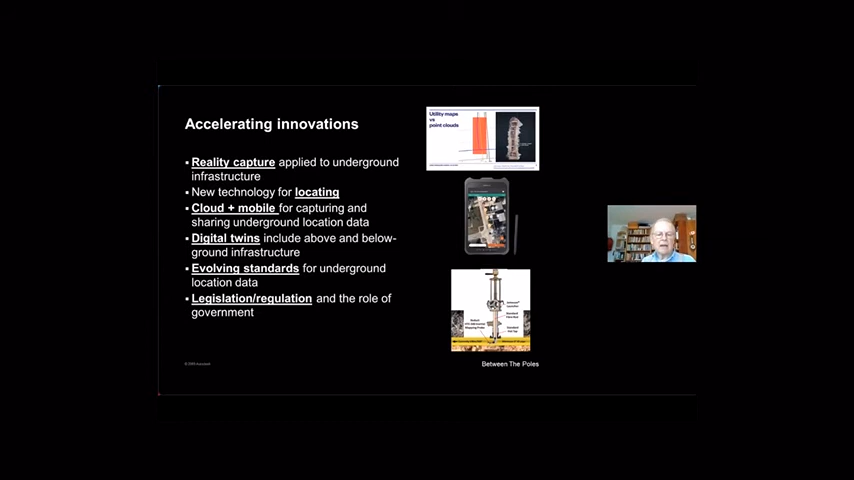 Accelerating innovations
▪ Reality capture applied to underground
infrastructure
▪ New technology for locating
▪ Cloud + mobile for capturing and
sharing underground location data
▪ Digital twins include above and below-
ground infrastructure
▪ Evolving standards for underground
location data
▪ Legislation/regulation and the role of
government
Utility maps
vs
point clouds
Between The Poles